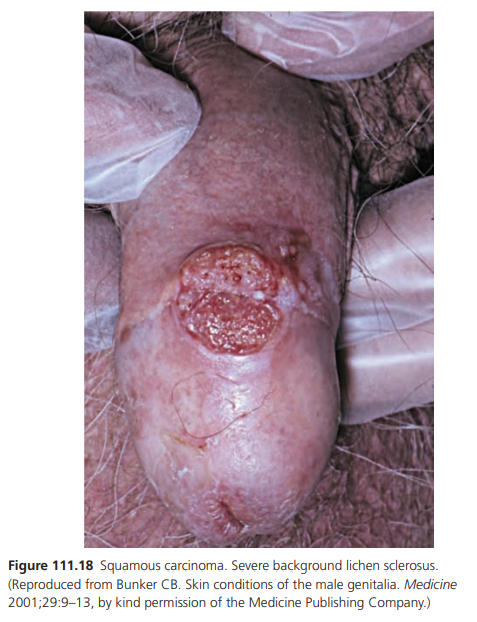 Figure 111.18 Squamous carcinoma. Severe background lichen sclerosus.
(Reproduced from Bunker CB. Skin conditions of the male genitalia. Medicine
2001;29:9–13, by kind permission of the Medicine Publishing Company.)